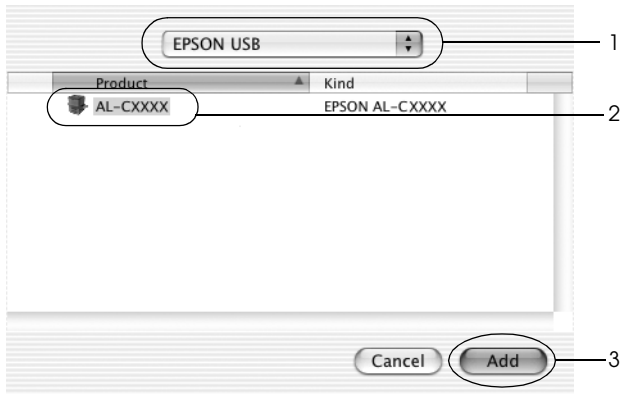 EPSON USB 1
Product Kind
AL-CXXXX EPSON AL-CXXXX 2
Cancel Add 3